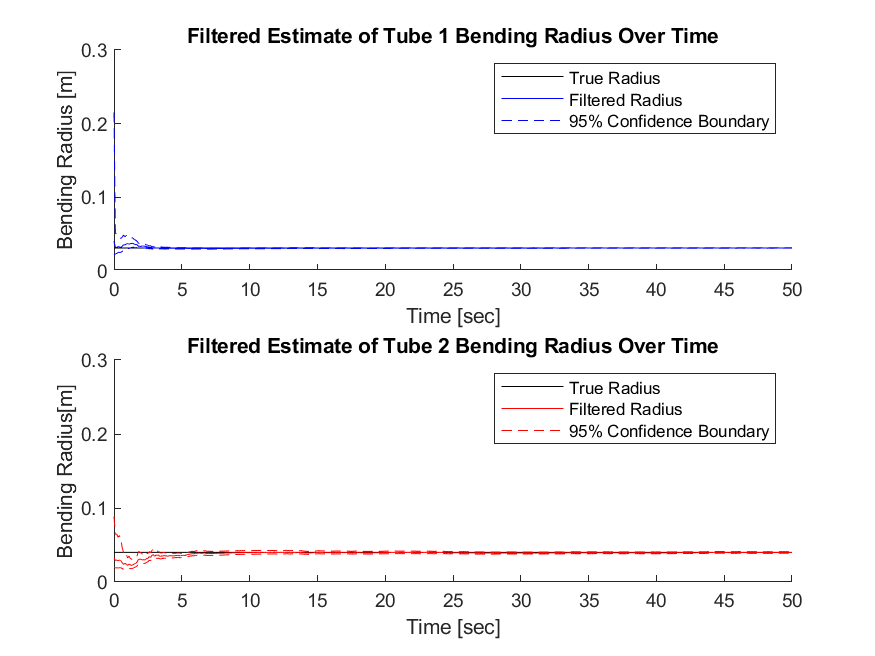 Filtered Estimate of Tube 1 Bending Radius Over Time
0.3
0.2
0.1
0
Bending Radius [m]
True Radius
Filtered Radius
95% Confidence Boundary
0 5 10 15 20 25 30 35 40 45 50
Time [sec]
Filtered Estimate of Tube 2 Bending Radius Over Time
0.3
0.2
0.1
0
Bending Radius[m]
True Radius
Filtered Radius
95% Confidence Boundary
0 5 10 15 20 25 30 35 40 45 50
Time [sec]